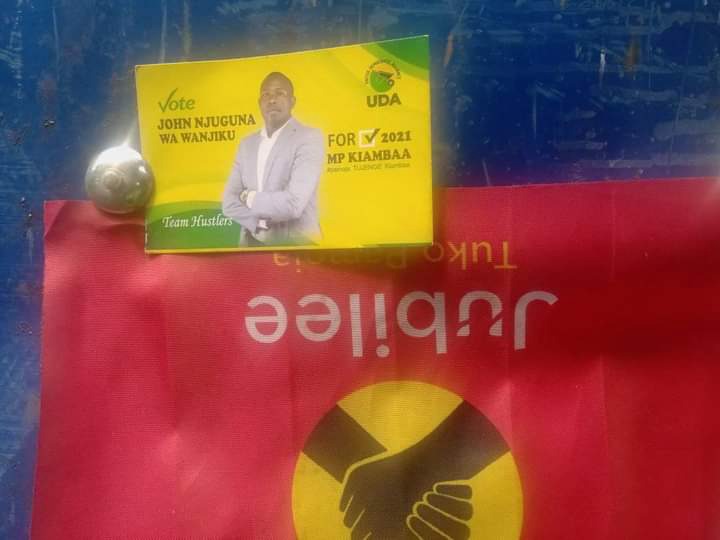 Vote
JOHN NJUGUNA
WA WANJIKU
UDA
FOR 2021
MP KIAMBAA
Team Hustlers
Tuko Pamoja
Jubilee